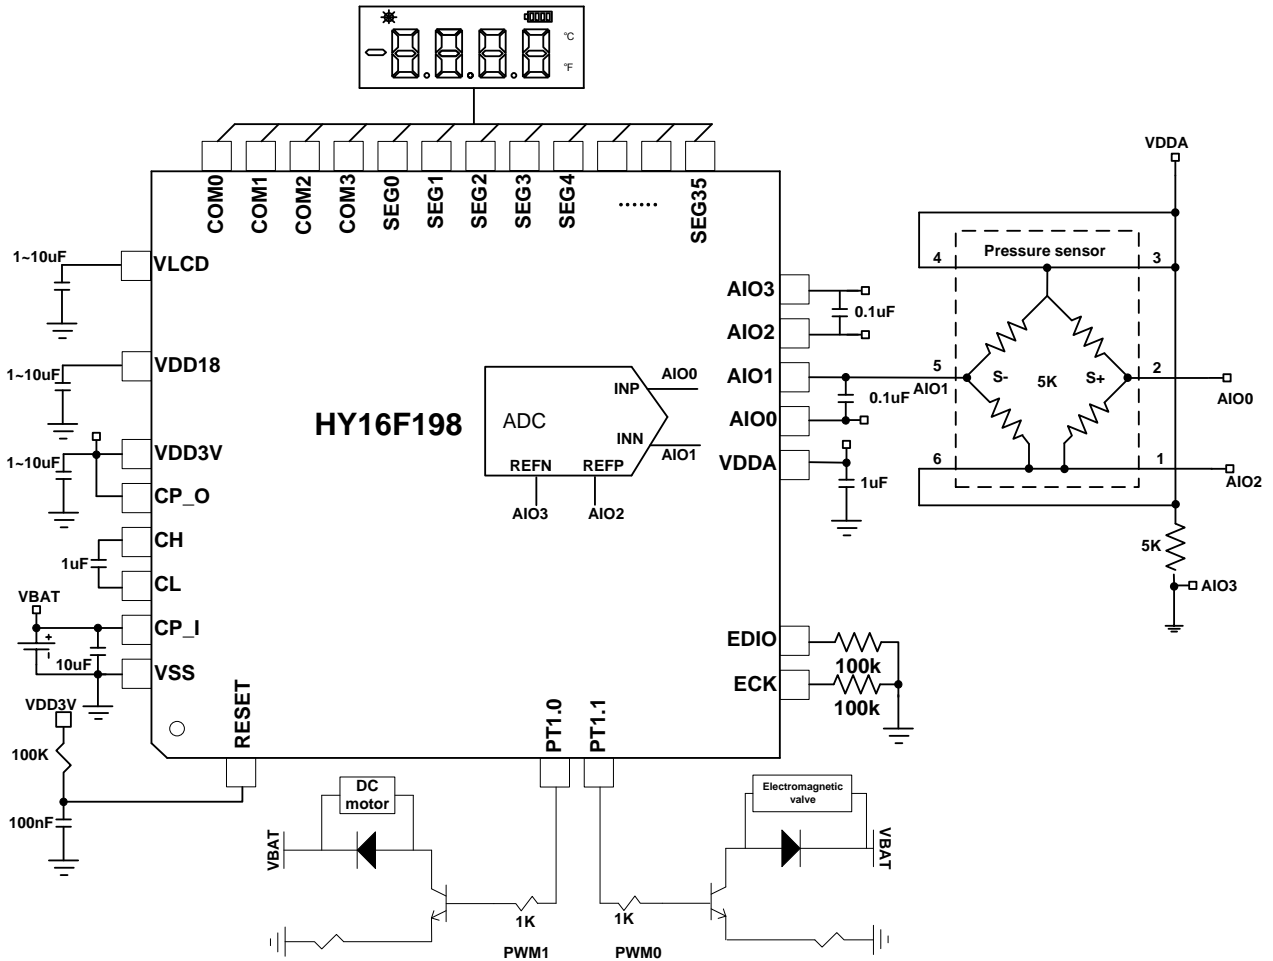 °C
°F
COM0
COM1
COM2
COM3
SEG0
SEG1
SEG2
SEG3
SEG4
......
SEG35
VDDA
1~10uF
VLCD
4
Pressure sensor
3
AIO3
0.1uF
AIO2
1~10uF
VDD18
5
AIO1
AIO1
S-
5K
S+
2
AIO0
0.1uF
AIO0
HY16F198
ADC
INP
AIO0
INN
AIO1
REFN
REFP
AIO3
AIO2
1~10uF
VDD3V
CP_O
VDDA
1uF
6
1
AIO2
CH
1uF
CL
5K
AIO3
VBAT
+
-
CP_I
10uF
VSS
EDIO
100k
ECK
100k
VDD3V
100K
100nF
RESET
PT1.0
PT1.1
DC
motor
VBAT
1K
PWM1
Electromagnetic
valve
VBAT
1K
PWM0